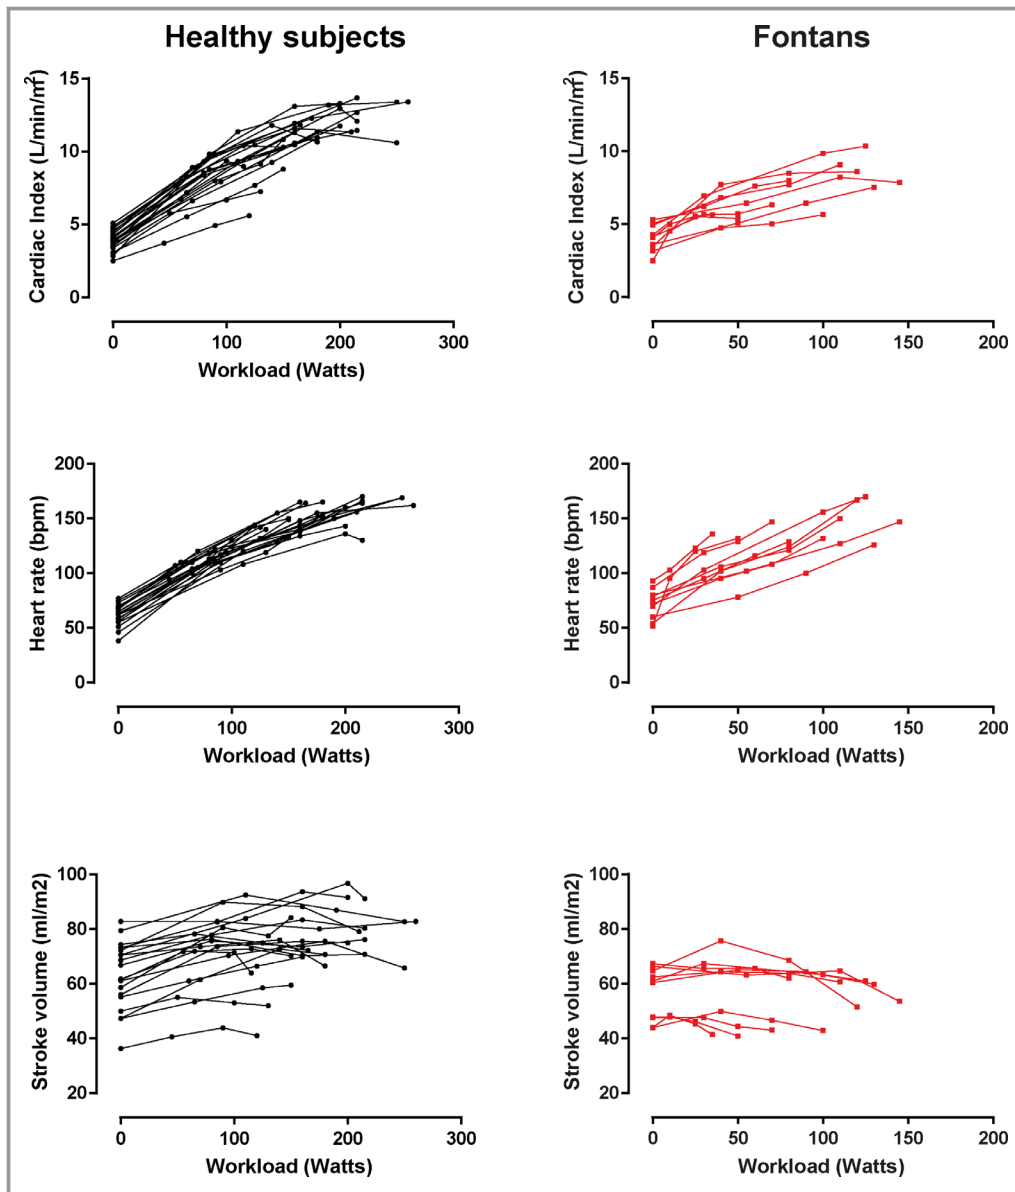 Healthy subjects
Fontans
Cardiac Index (L/min/m²)
15
10
5
0
0 100 200 300
Workload (Watts)
Cardiac Index (L/min/m²)
15
10
5
0
0 50 100 150 200
Workload (Watts)
Heart rate (bpm)
200
150
100
50
0
0 100 200 300
Workload (Watts)
Heart rate (bpm)
200
150
100
50
0
0 50 100 150 200
Workload (Watts)
Stroke volume (ml/m2)
100
80
60
40
20
0 100 200 300
Workload (Watts)
Stroke volume (ml/m2)
100
80
60
40
20
0 50 100 150 200
Workload (Watts)